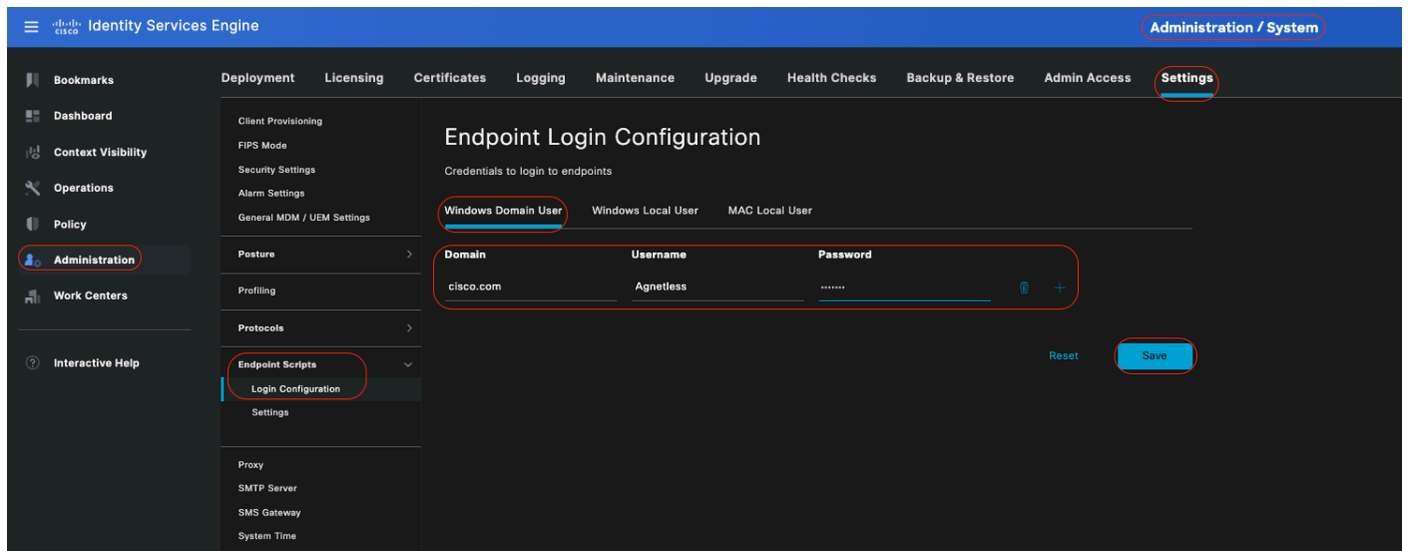 cisco Identity Services Engine
Administration / System
Bookmarks
Dashboard
Context Visibility
Operations
Policy
Administration
Work Centers
Interactive Help
Deployment Licensing Certificates Logging Maintenance Upgrade Health Checks Backup & Restore Admin Access Settings
Client Provisioning
FIPS Mode
Security Settings
Alarm Settings
General MDM / UEM Settings
Posture
Profiling
Protocols
Endpoint Scripts
Login Configuration
Settings
Proxy
SMTP Server
SMS Gateway
System Time
Endpoint Login Configuration
Credentials to login to endpoints
Windows Domain User Windows Local User MAC Local User
Domain Username Password
cisco.com Agnetless .......
Reset Save